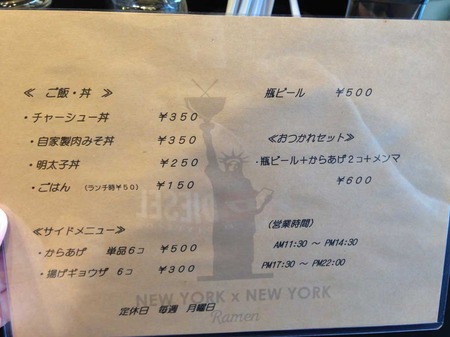 ≪ ご飯・丼 ≫
・チャーシュー丼 ¥350
・自家製肉みそ丼 ¥350
・明太子丼 ¥250
・ごはん (ランチ時¥50) ¥150
≪サイドメニュー≫
・からあげ 単品6コ ¥500
・揚げギョウザ 6コ ¥300
定休日 毎週 月曜日
瓶ビール ¥500
≪おつかれセット≫
・瓶ビール+からあげ2コ+メンマ
¥600
(営業時間)
AM11:30 ～ PM14:30
PM17:30 ～ PM22:00
DIESEL
NEW YORK x NEW YORK
Ramen